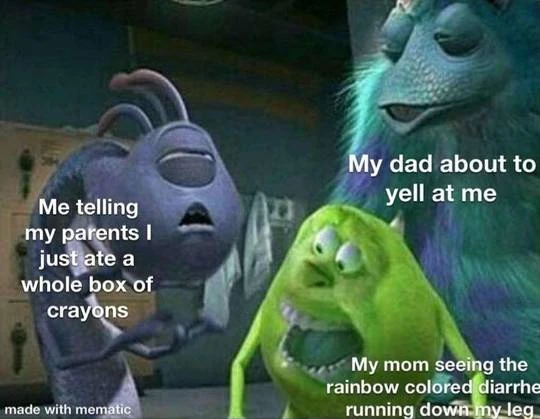 My dad about to
yell at me
Me telling
my parents I
just ate a
whole box of
crayons
My mom seeing the
rainbow colored diarrhe
running down my leg
made with mematic